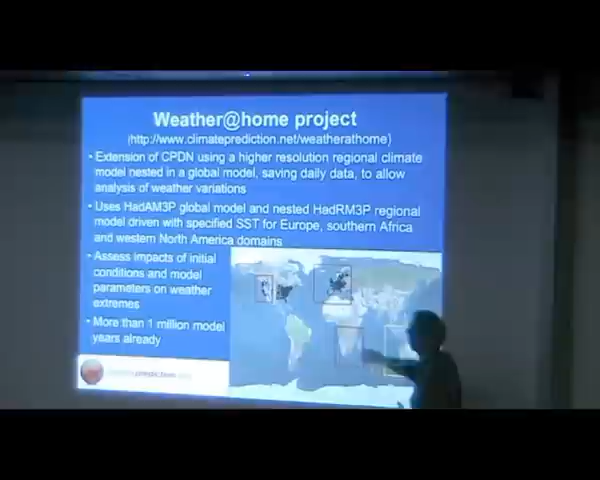 Weather@home project
(http://www.climateprediction.net/weatherathome)
• Extension of CPDN using a higher resolution regional climate
model nested in a global model, saving daily data, to allow
analysis of weather variations
• Uses HadAM3P global model and nested HadRM3P regional
model driven with specified SST for Europe, southern Africa
and western North America domains
• Assess impacts of initial
conditions and model
parameters on weather
extremes
• More than 1 million model
years already